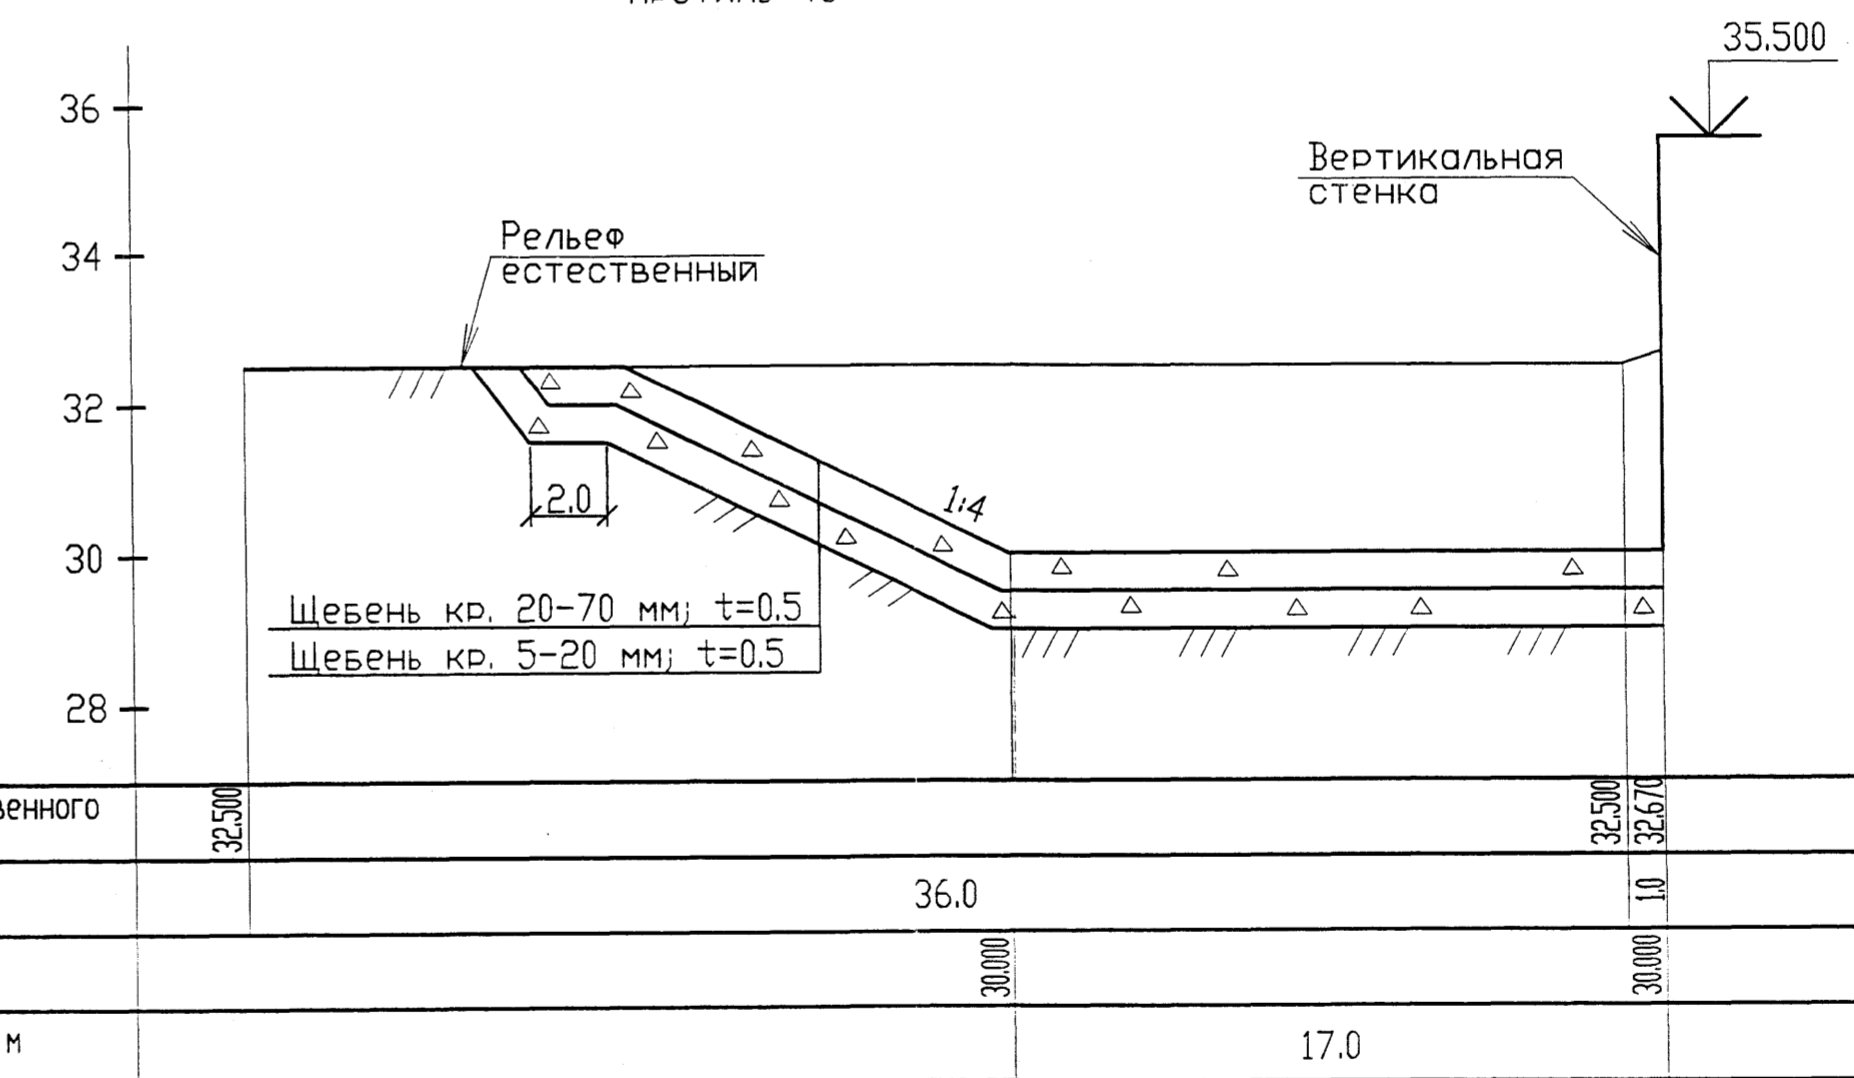 35.500
36
Вертикальная
стенка
Рельеф
естественный
34
32
2.0
1:4
30
Щебень кр. 20-70 мм; t=0.5
Щебень кр. 5-20 мм; t=0.5
28
венного
32.500
32.500
32.670
36.0
1.0
30.000
30.000
м
17.0